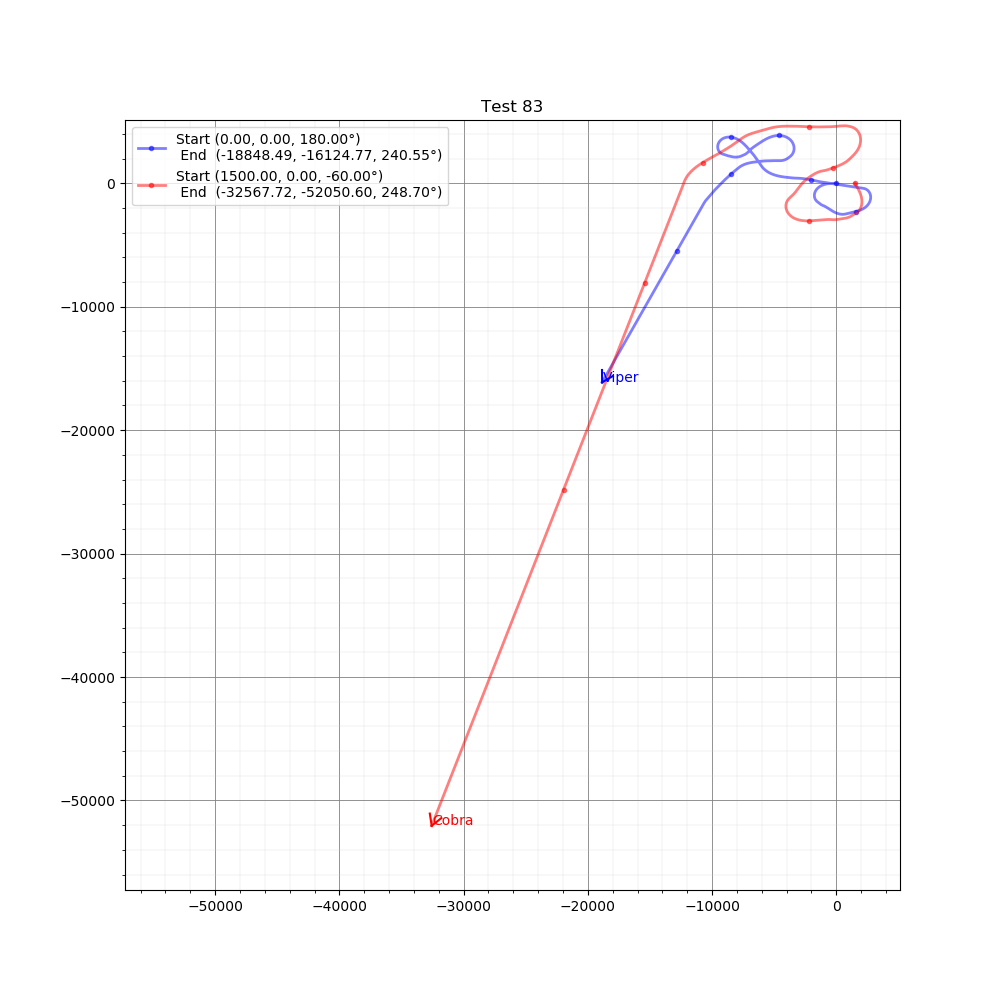 Test 83
Start (0.00, 0.00, 180.00°)
End (-18848.49, -16124.77, 240.55°)
Start (1500.00, 0.00, -60.00°)
End (-32567.72, -52050.60, 248.70°)
0
−10000
Viper
−20000
−30000
−40000
−50000
Cobra
−50000 −40000 −30000 −20000 −10000 0